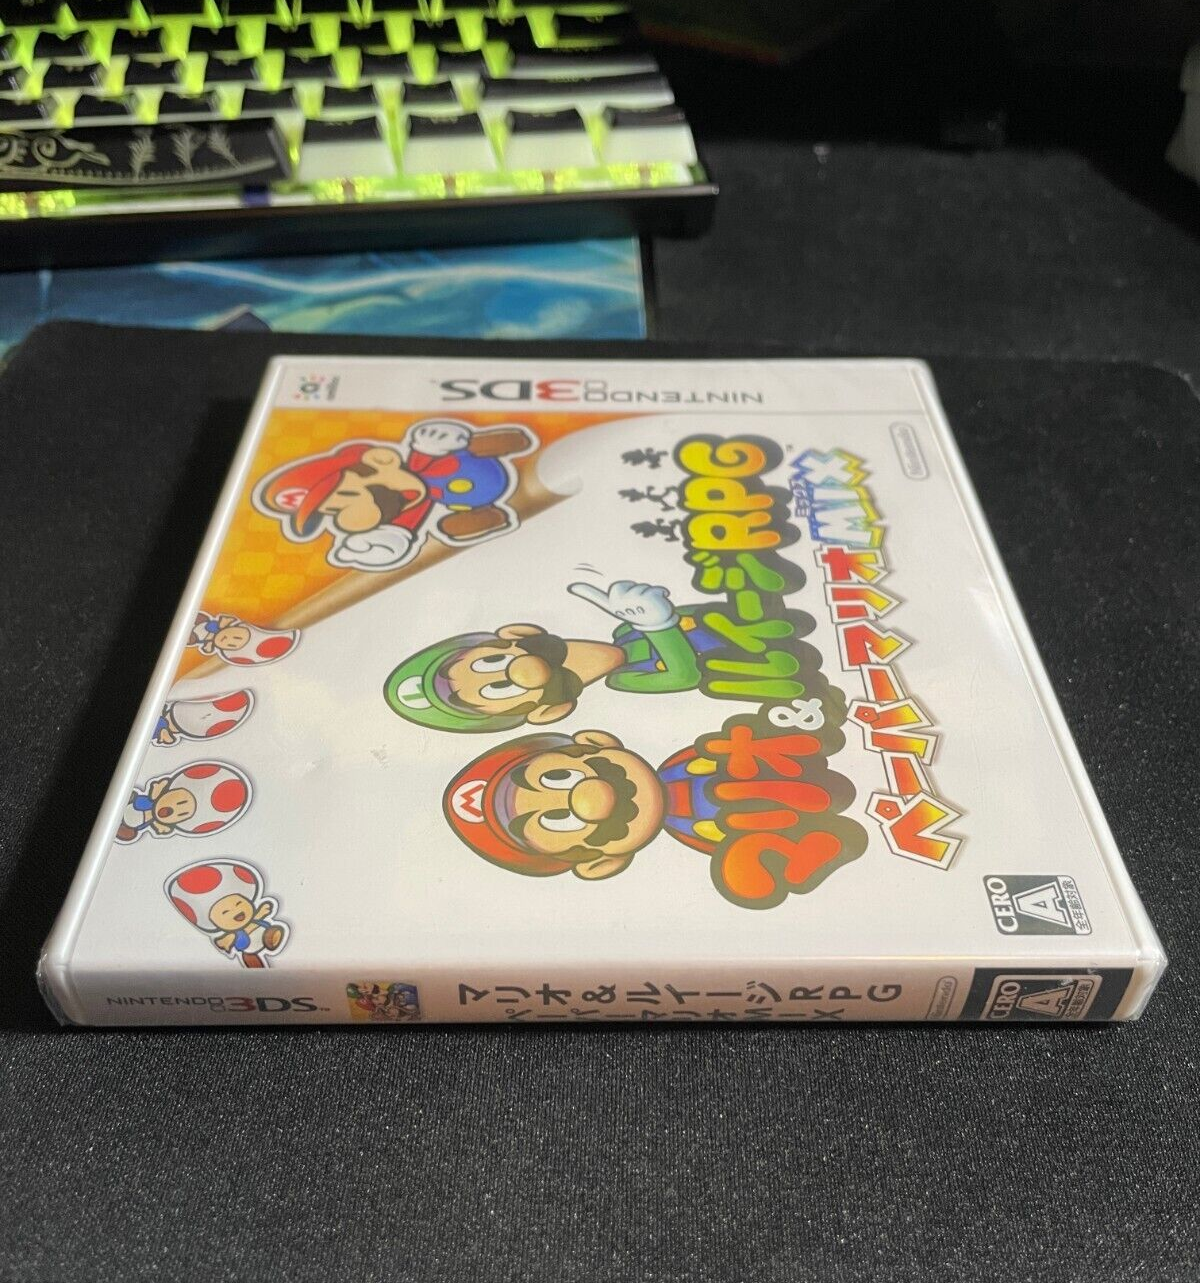 NINTENDO 3DS
Nintendo
マリオ&ルイージRPG
ペーパーマリオMIX
ミックス
TM
M
L
M
CERO
A
全年齢対象
NINTENDO 3DS
マリオ&ルイージRPG
ペーパーマリオMIX
Nintendo
CERO
A